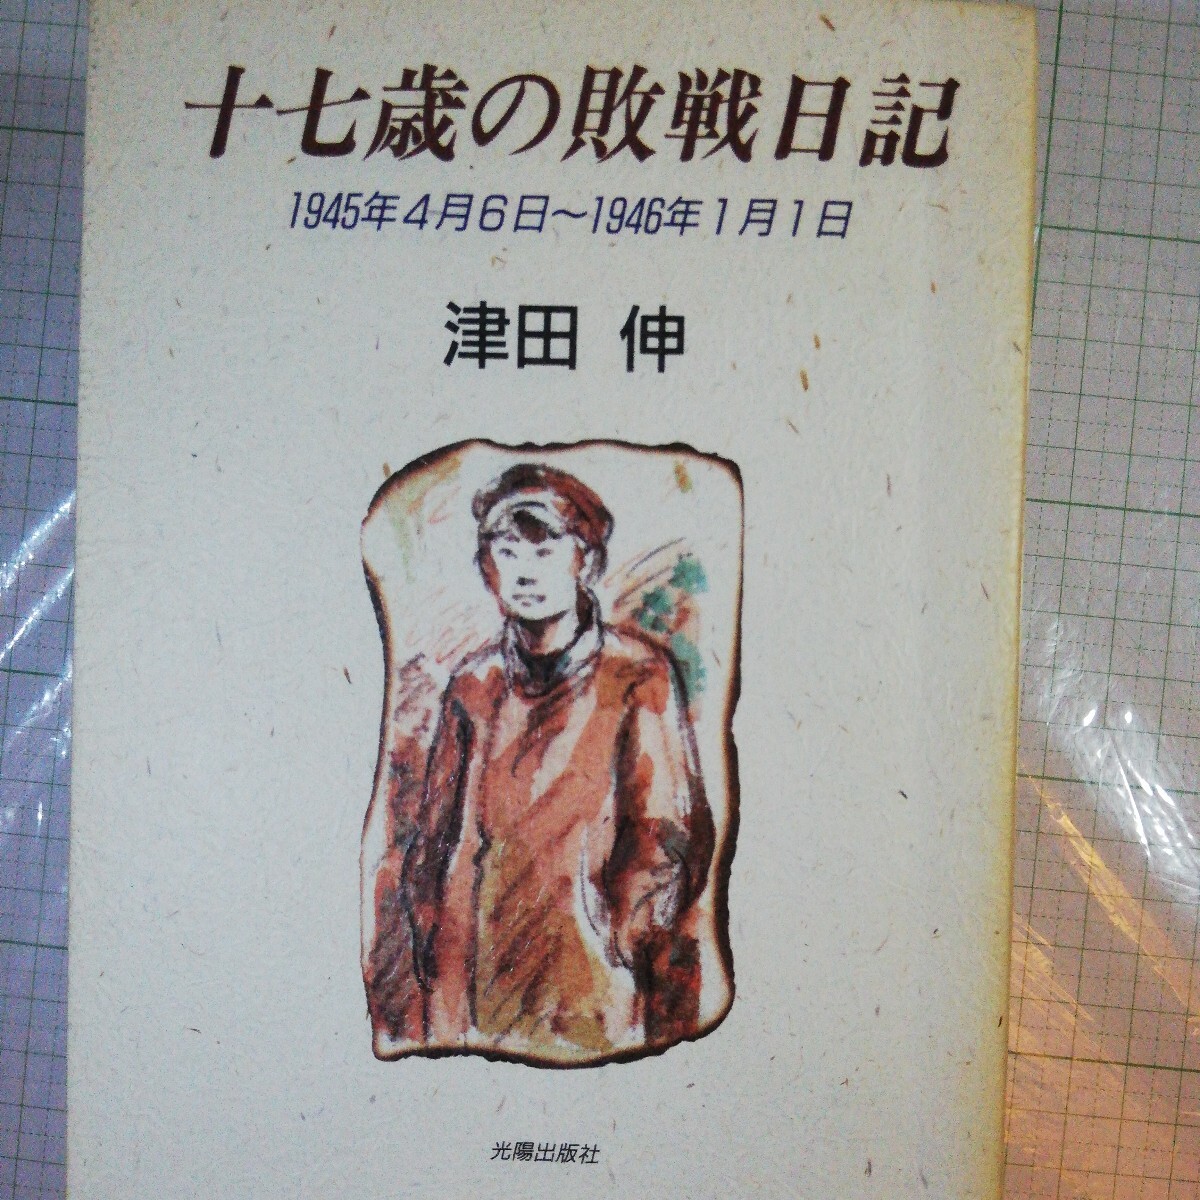 十七歳の敗戦日記
1945年４月６日～1946年１月１日
津田 伸
光陽出版社